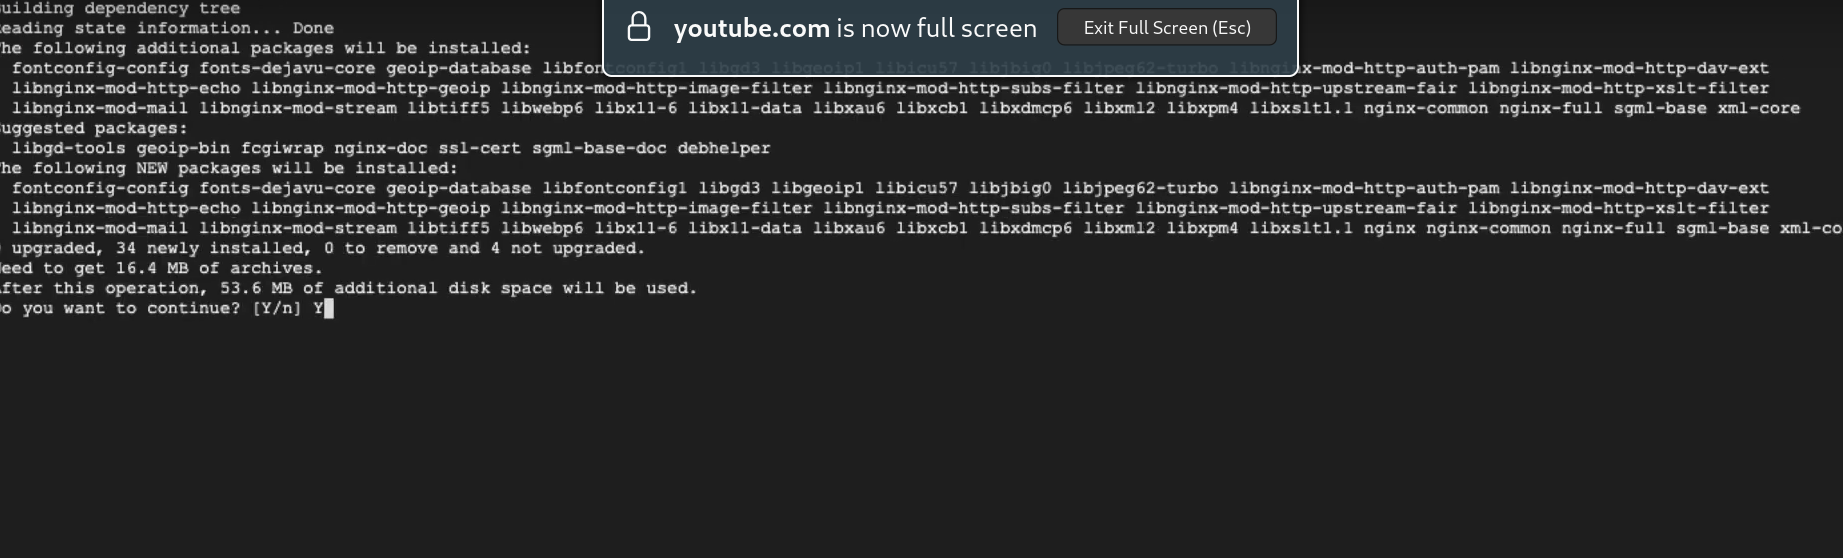 uilding dependency tree
eading state information... Done
he following additional packages will be installed:
fontconfig-config fonts-dejavu-core geoip-database libfontconfig1 libgd3 libgeoip1 libicu57 libjbig0 libjpeg62-turbo libnginx-mod-http-auth-pam libnginx-mod-http-dav-ext
libnginx-mod-http-echo libnginx-mod-http-geoip libnginx-mod-http-image-filter libnginx-mod-http-subs-filter libnginx-mod-http-upstream-fair libnginx-mod-http-xslt-filter
libnginx-mod-mail libnginx-mod-stream libtiff5 libwebp6 libx11-6 libx11-data libxau6 libxcb1 libxdmcp6 libxml2 libxpm4 libxslt1.1 nginx-common nginx-full sgml-base xml-core
uggested packages:
libgd-tools geoip-bin fcgiwrap nginx-doc ssl-cert sgml-base-doc debhelper
he following NEW packages will be installed:
fontconfig-config fonts-dejavu-core geoip-database libfontconfig1 libgd3 libgeoip1 libicu57 libjbig0 libjpeg62-turbo libnginx-mod-http-auth-pam libnginx-mod-http-dav-ext
libnginx-mod-http-echo libnginx-mod-http-geoip libnginx-mod-http-image-filter libnginx-mod-http-subs-filter libnginx-mod-http-upstream-fair libnginx-mod-http-xslt-filter
libnginx-mod-mail libnginx-mod-stream libtiff5 libwebp6 libx11-6 libx11-data libxau6 libxcb1 libxdmcp6 libxml2 libxpm4 libxslt1.1 nginx nginx-common nginx-full sgml-base xml-co
upgraded, 34 newly installed, 0 to remove and 4 not upgraded.
eed to get 16.4 MB of archives.
fter this operation, 53.6 MB of additional disk space will be used.
o you want to continue? [Y/n] Y
youtube.com is now full screen
Exit Full Screen (Esc)